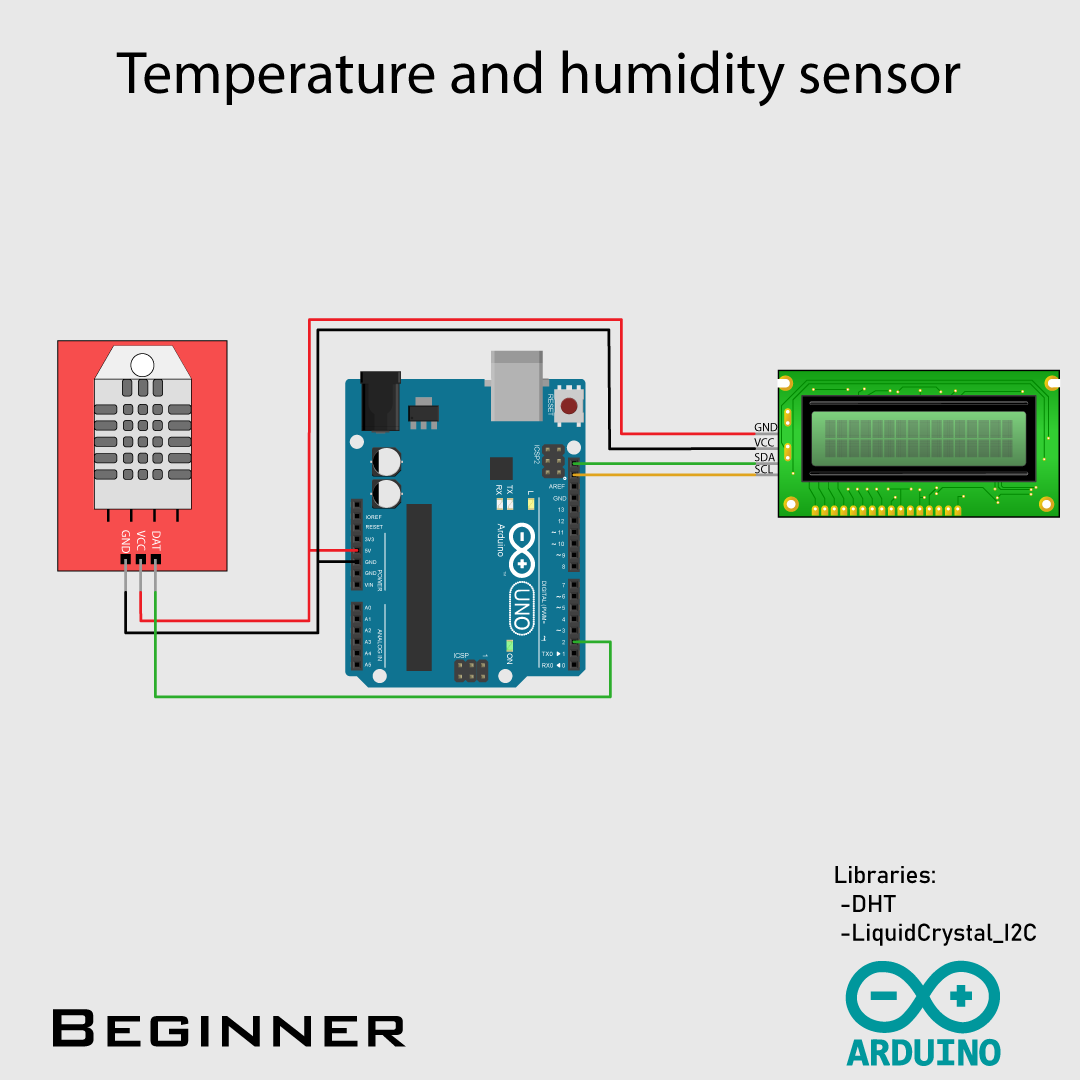 Temperature and humidity sensor
GND
VCC
DAT
RESET
ICSP2
AREF
GND
13
12
~ 11
~ 10
~ 9
8
7
~ 6
~ 5
4
~ 3
2
TX0 ▶ 1
RX0 ◀ 0
DIGITAL (PWM~)
L
TX
RX
Arduino
UNO
ON
ICSP
1
IOREF
RESET
3V3
5V
GND
GND
VIN
POWER
A0
A1
A2
A3
A4
A5
ANALOG IN
GND
VCC
SDA
SCL
Libraries:
-DHT
-LiquidCrystal_I2C
ARDUINO
BEGINNER